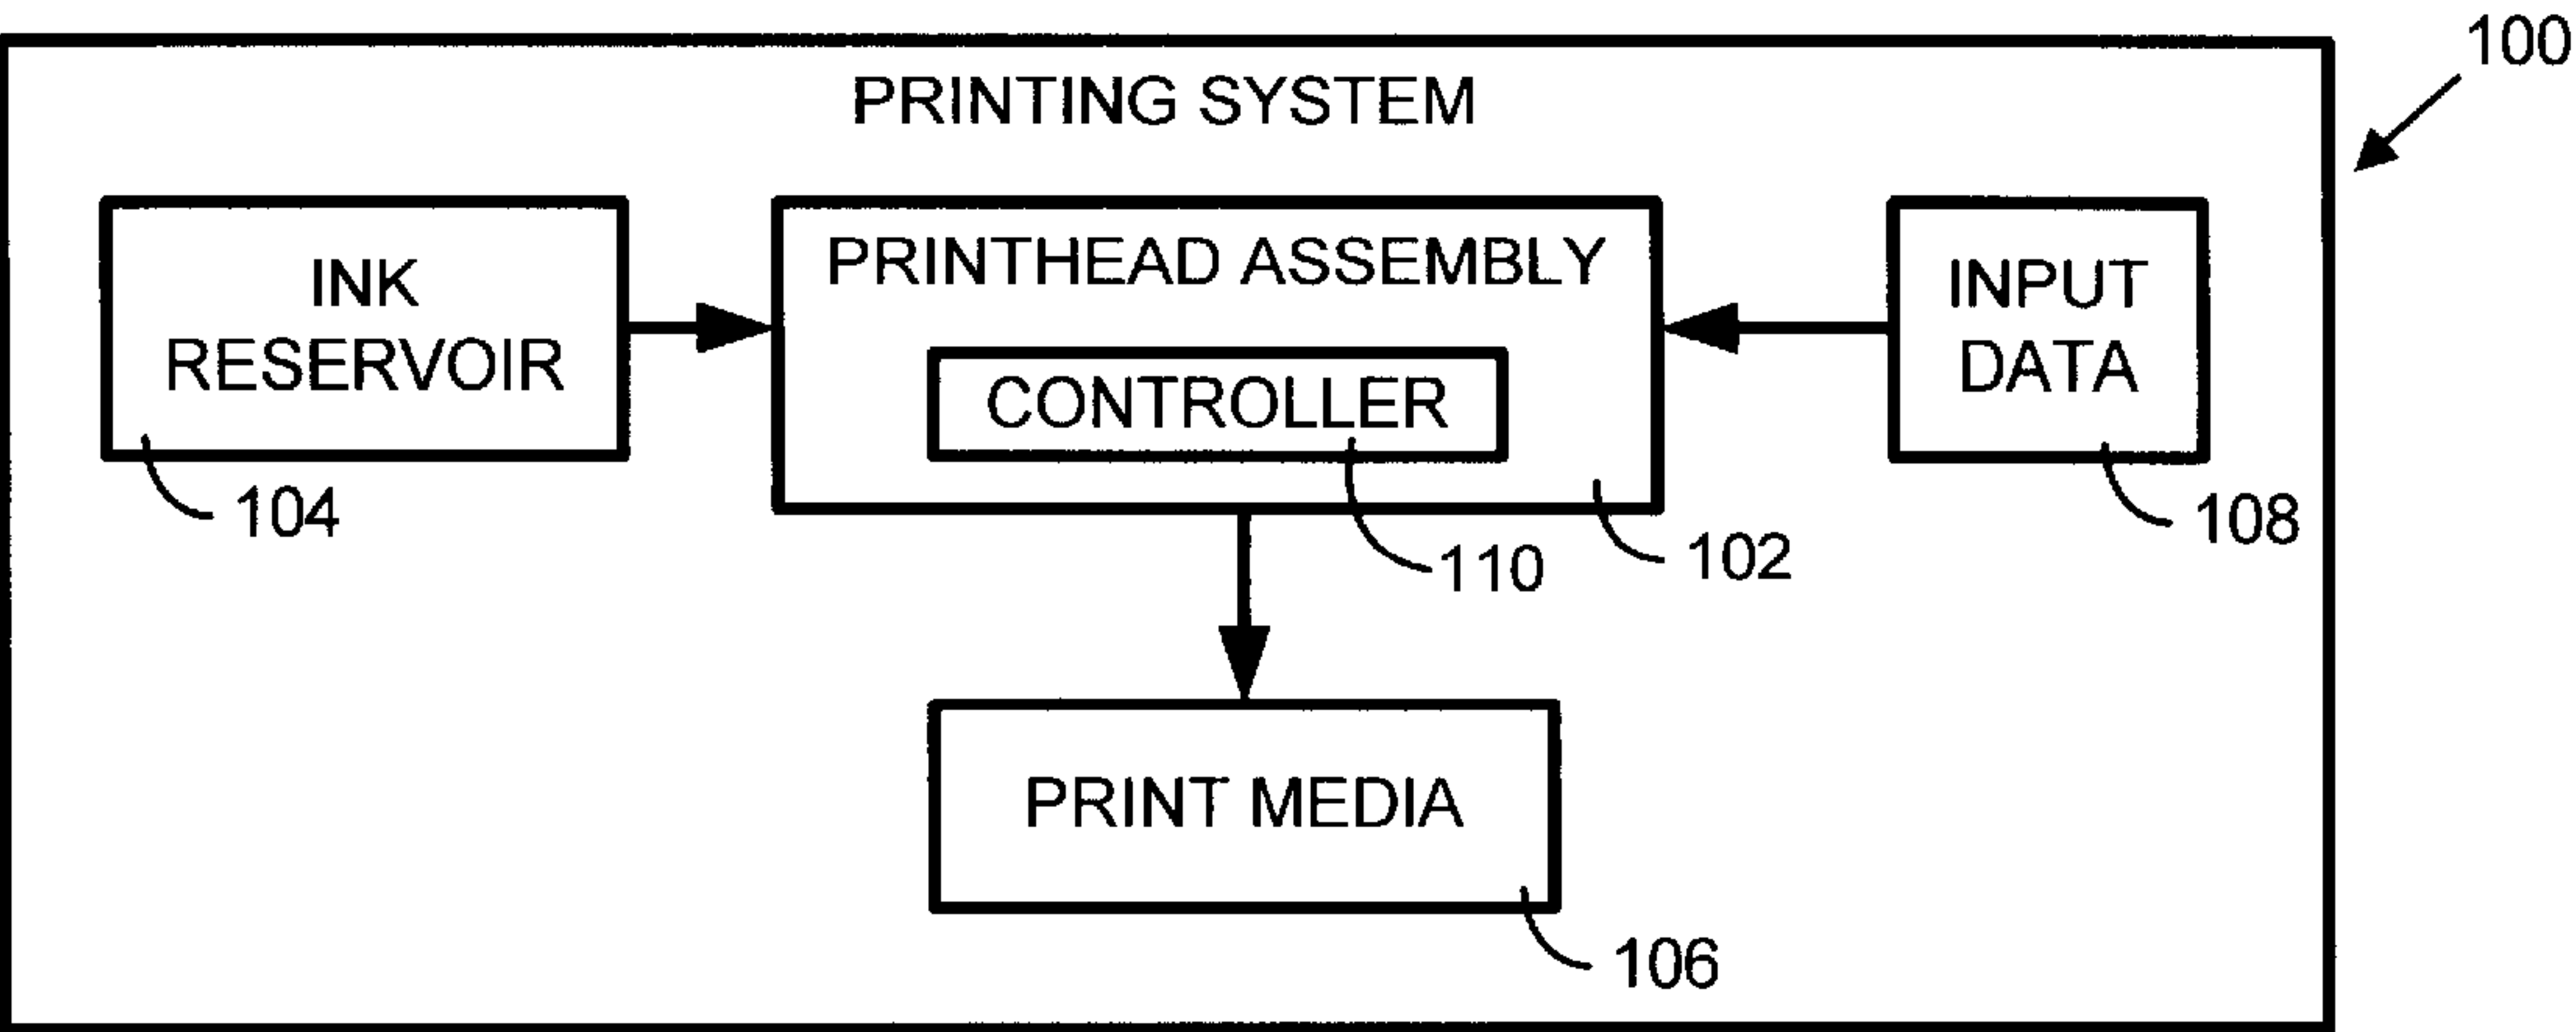 100
PRINTING SYSTEM
INK
RESERVOIR
104
PRINTHEAD ASSEMBLY
CONTROLLER
110
102
INPUT
DATA
108
PRINT MEDIA
106